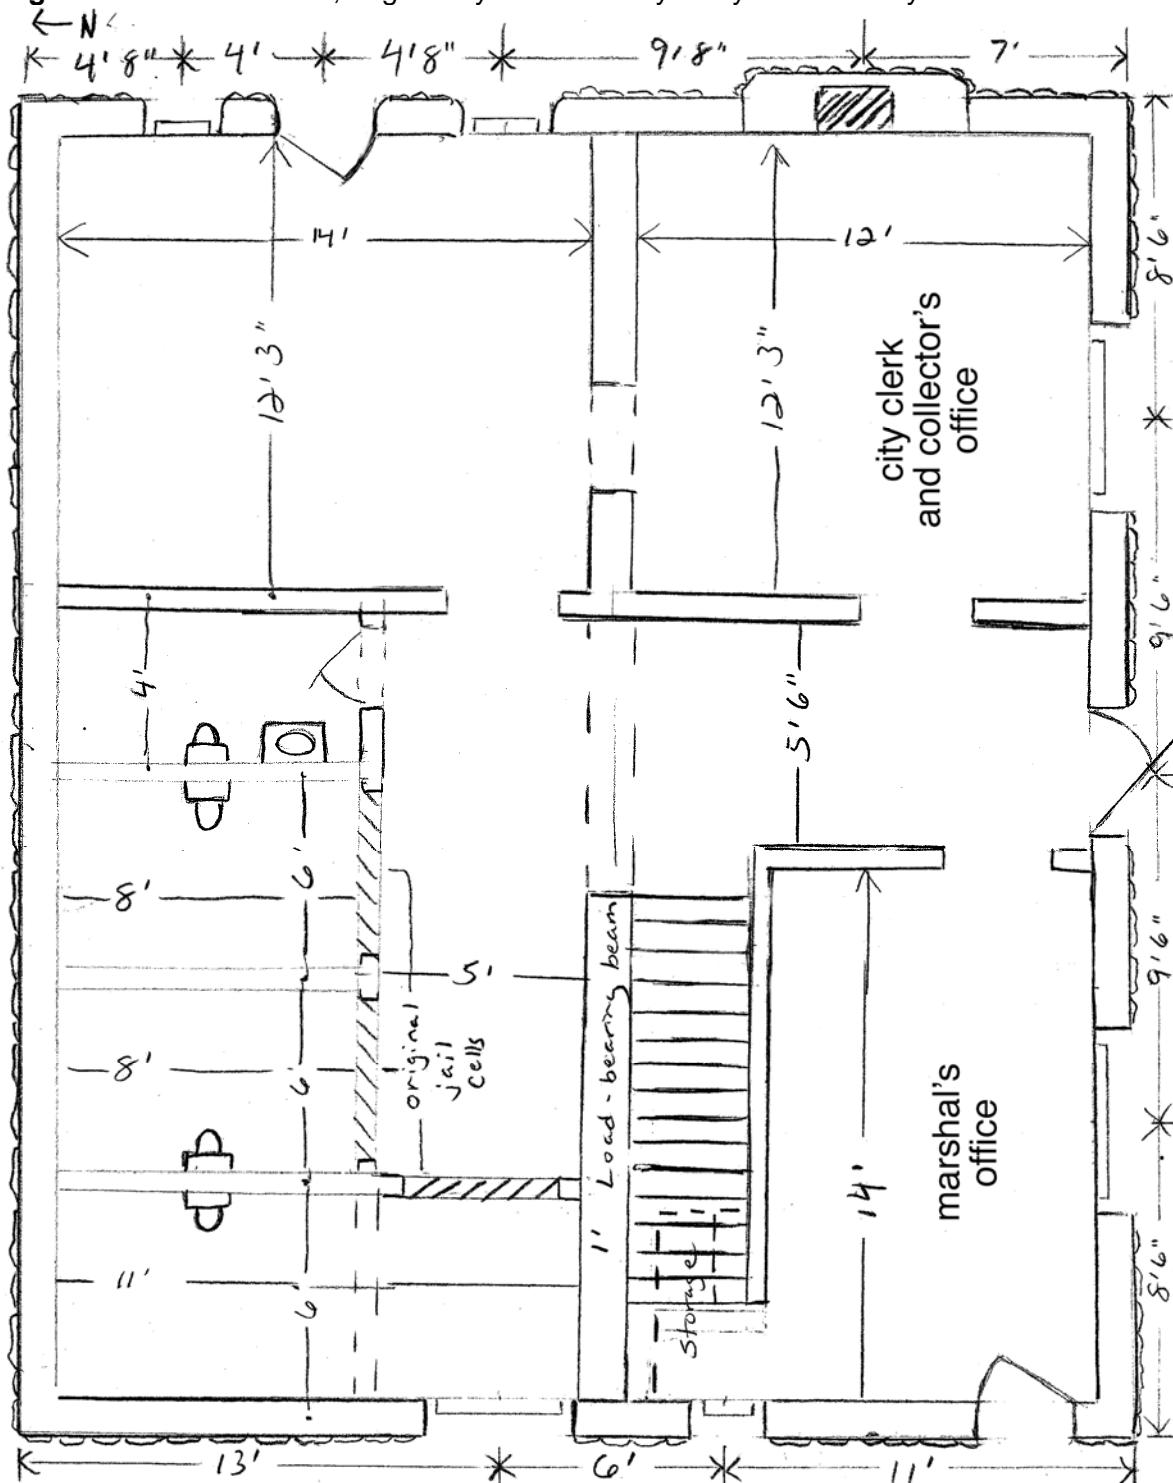 ← N
4' 8"
4'
4' 8"
9' 8"
7'
8' 6"
14'
12'
12' 3"
12' 3"
city clerk
and collector's
office
9' 6"
4'
5' 6"
6'
8'
5'
Load-bearing beam
9' 6"
8'
6'
original
jail
cells
14'
marshal's
office
1'
11'
6
storage
8' 6"
13'
6'
11'